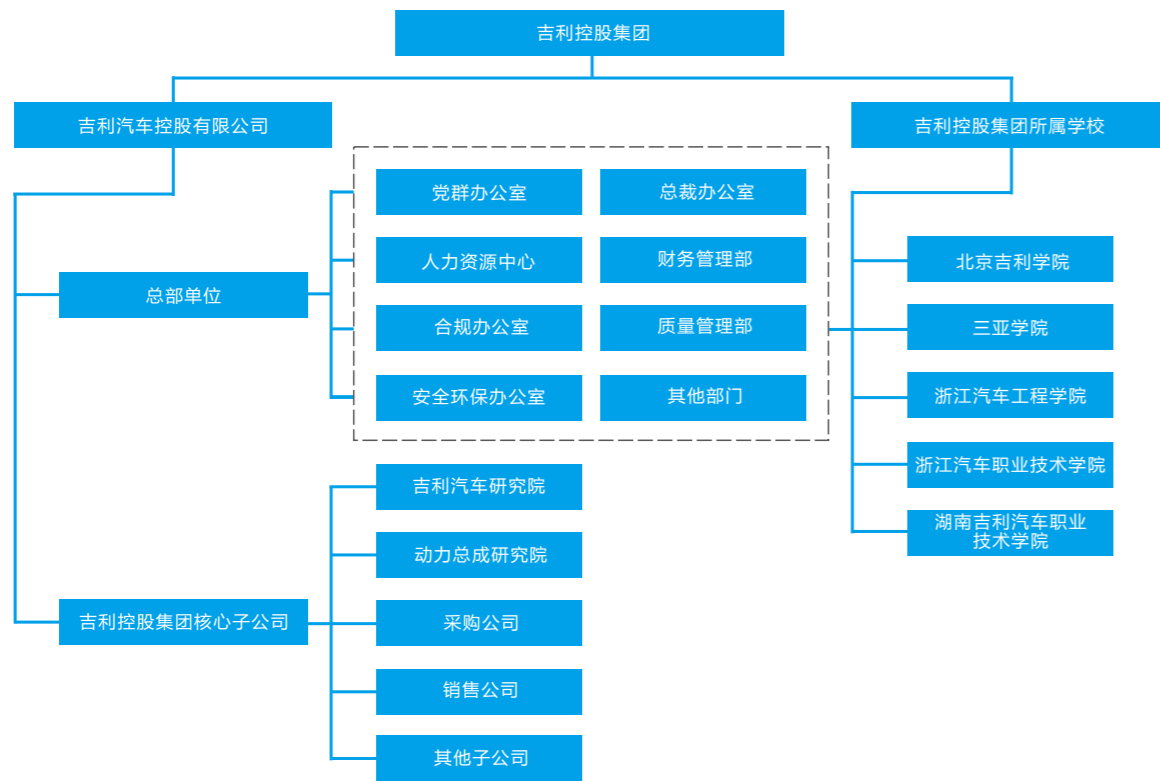 吉利控股集团
吉利汽车控股有限公司
吉利控股集团所属学校
总部单位
党群办公室
总裁办公室
人力资源中心
财务管理部
合规办公室
质量管理部
安全环保办公室
其他部门
吉利控股集团核心子公司
吉利汽车研究院
动力总成研究院
采购公司
销售公司
其他子公司
北京吉利学院
三亚学院
浙江汽车工程学院
浙江汽车职业技术学院
湖南吉利汽车职业
技术学院